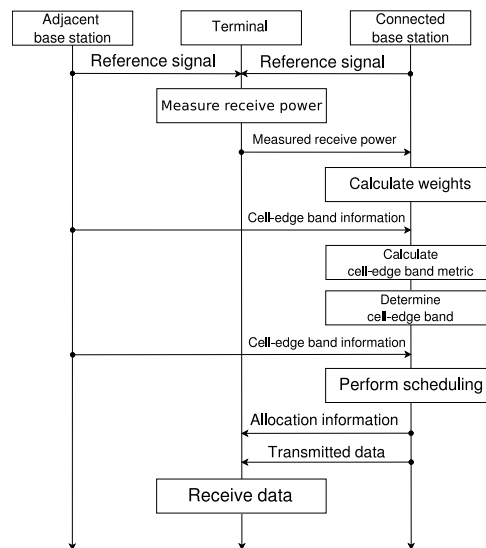 Adjacent
base station
Terminal
Connected
base station
Reference signal
Reference signal
Measure receive power
Measured receive power
Calculate weights
Cell-edge band information
Calculate
cell-edge band metric
Determine
cell-edge band
Cell-edge band information
Perform scheduling
Allocation information
Transmitted data
Receive data